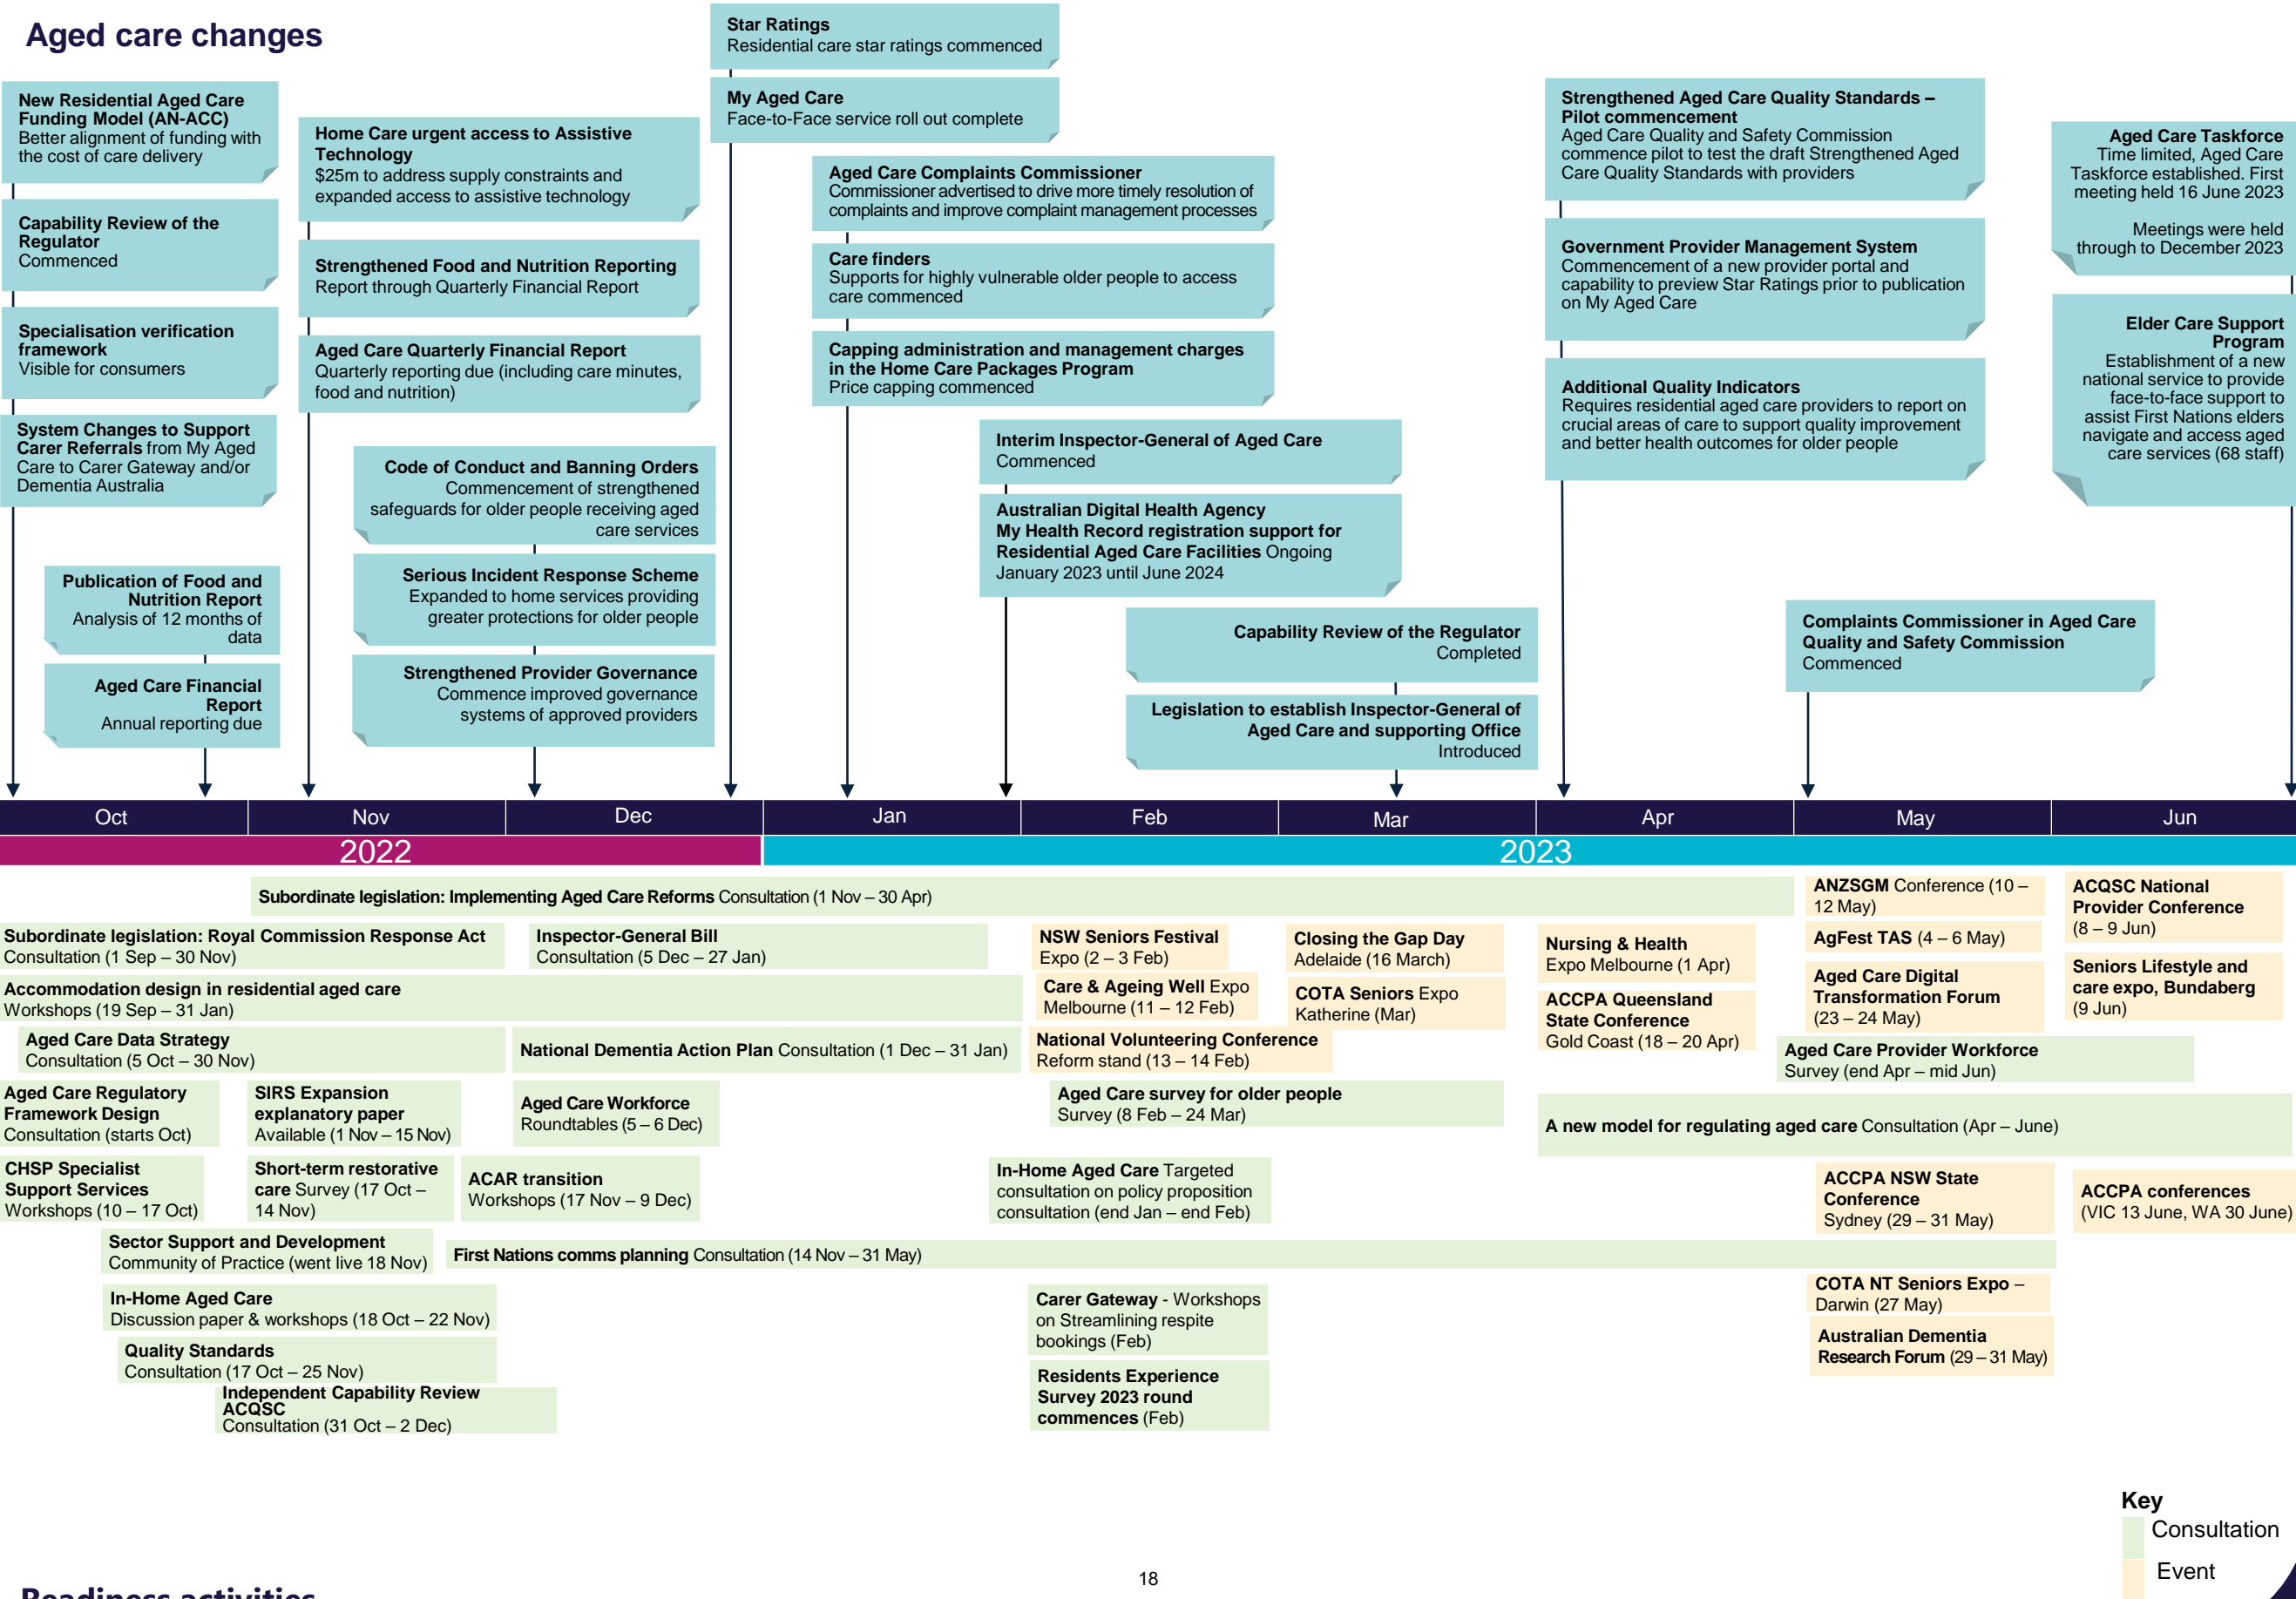 Aged care changes
Star Ratings
Residential care star ratings commenced
My Aged Care
Face-to-Face service roll out complete
New Residential Aged Care
Funding Model (AN-ACC)
Better alignment of funding with
the cost of care delivery
Capability Review of the
Regulator
Commenced
Specialisation verification
framework
Visible for consumers
System Changes to Support
Carer Referrals from My Aged
Care to Carer Gateway and/or
Dementia Australia
Publication of Food and
Nutrition Report
Analysis of 12 months of
data
Aged Care Financial
Report
Annual reporting due
Home Care urgent access to Assistive
Technology
$25m to address supply constraints and
expanded access to assistive technology
Strengthened Food and Nutrition Reporting
Report through Quarterly Financial Report
Aged Care Quarterly Financial Report
Quarterly reporting due (including care minutes,
food and nutrition)
Code of Conduct and Banning Orders
Commencement of strengthened
safeguards for older people receiving aged
care services
Serious Incident Response Scheme
Expanded to home services providing
greater protections for older people
Strengthened Provider Governance
Commence improved governance
systems of approved providers
Aged Care Complaints Commissioner
Commissioner advertised to drive more timely resolution of
complaints and improve complaint management processes
Care finders
Supports for highly vulnerable older people to access
care commenced
Capping administration and management charges
in the Home Care Packages Program
Price capping commenced
Interim Inspector-General of Aged Care
Commenced
Australian Digital Health Agency
My Health Record registration support for
Residential Aged Care Facilities Ongoing
January 2023 until June 2024
Capability Review of the Regulator
Completed
Legislation to establish Inspector-General of
Aged Care and supporting Office
Introduced
Strengthened Aged Care Quality Standards –
Pilot commencement
Aged Care Quality and Safety Commission
commence pilot to test the draft Strengthened Aged
Care Quality Standards with providers
Government Provider Management System
Commencement of a new provider portal and
capability to preview Star Ratings prior to publication
on My Aged Care
Additional Quality Indicators
Requires residential aged care providers to report on
crucial areas of care to support quality improvement
and better health outcomes for older people
Complaints Commissioner in Aged Care
Quality and Safety Commission
Commenced
Aged Care Taskforce
Time limited, Aged Care
Taskforce established. First
meeting held 16 June 2023
Meetings were held
through to December 2023
Elder Care Support
Program
Establishment of a new
national service to provide
face-to-face support to
assist First Nations elders
navigate and access aged
care services (68 staff)
Oct
Nov
Dec
Jan
Feb
Mar
Apr
May
Jun
2022
2023
Subordinate legislation: Implementing Aged Care Reforms Consultation (1 Nov – 30 Apr)
Subordinate legislation: Royal Commission Response Act
Consultation (1 Sep – 30 Nov)
Inspector-General Bill
Consultation (5 Dec – 27 Jan)
Accommodation design in residential aged care
Workshops (19 Sep – 31 Jan)
Aged Care Data Strategy
Consultation (5 Oct – 30 Nov)
National Dementia Action Plan Consultation (1 Dec – 31 Jan)
Aged Care Regulatory
Framework Design
Consultation (starts Oct)
SIRS Expansion
explanatory paper
Available (1 Nov – 15 Nov)
Aged Care Workforce
Roundtables (5 – 6 Dec)
CHSP Specialist
Support Services
Workshops (10 – 17 Oct)
Short-term restorative
care Survey (17 Oct –
14 Nov)
ACAR transition
Workshops (17 Nov – 9 Dec)
Sector Support and Development
Community of Practice (went live 18 Nov)
First Nations comms planning Consultation (14 Nov – 31 May)
In-Home Aged Care
Discussion paper & workshops (18 Oct – 22 Nov)
Quality Standards
Consultation (17 Oct – 25 Nov)
Independent Capability Review
ACQSC
Consultation (31 Oct – 2 Dec)
NSW Seniors Festival
Expo (2 – 3 Feb)
Care & Ageing Well Expo
Melbourne (11 – 12 Feb)
National Volunteering Conference
Reform stand (13 – 14 Feb)
Aged Care survey for older people
Survey (8 Feb – 24 Mar)
In-Home Aged Care Targeted
consultation on policy proposition
consultation (end Jan – end Feb)
Carer Gateway - Workshops
on Streamlining respite
bookings (Feb)
Residents Experience
Survey 2023 round
commences (Feb)
Closing the Gap Day
Adelaide (16 March)
COTA Seniors Expo
Katherine (Mar)
Nursing & Health
Expo Melbourne (1 Apr)
ACCPA Queensland
State Conference
Gold Coast (18 – 20 Apr)
ANZSGM Conference (10 –
12 May)
AgFest TAS (4 – 6 May)
Aged Care Digital
Transformation Forum
(23 – 24 May)
ACQSC National
Provider Conference
(8 – 9 Jun)
Seniors Lifestyle and
care expo, Bundaberg
(9 Jun)
Aged Care Provider Workforce
Survey (end Apr – mid Jun)
A new model for regulating aged care Consultation (Apr – June)
ACCPA NSW State
Conference
Sydney (29 – 31 May)
ACCPA conferences
(VIC 13 June, WA 30 June)
COTA NT Seniors Expo –
Darwin (27 May)
Australian Dementia
Research Forum (29 – 31 May)
Key
Consultation
Event
18
Readiness activities